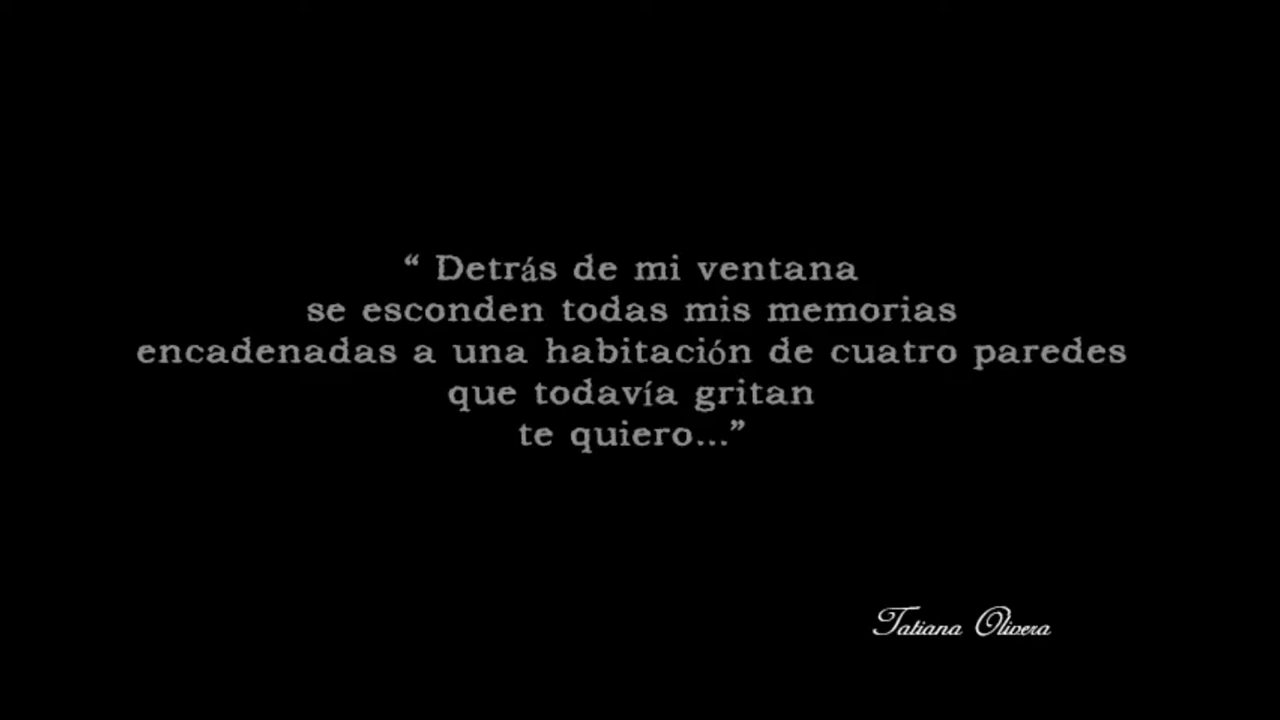 “ Detrás de mi ventana
se esconden todas mis memorias
encadenadas a una habitación de cuatro paredes
que todavía gritan
te quiero...”
Tatiana Olivera